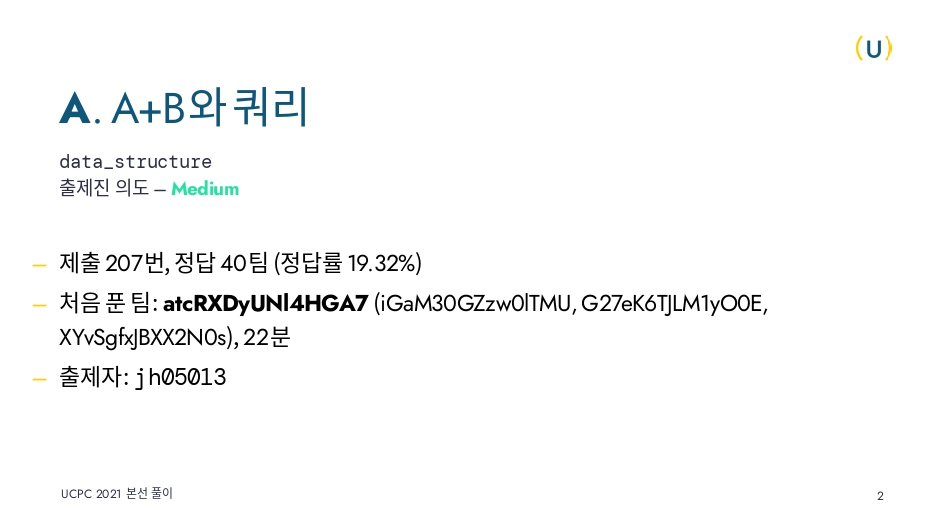 (U)
A. A+B와 쿼리
data_structure
출제진 의도 – Medium
– 제출 207번, 정답 40팀 (정답률 19.32%)
– 처음 푼 팀: atcRXDyUNl4HGA7 (iGaM30GZzw0lTMU, G27eK6TJLM1yO0E,
XYvSgfxJBXX2N0s), 22분
– 출제자: jh05013
UCPC 2021 본선 풀이
2